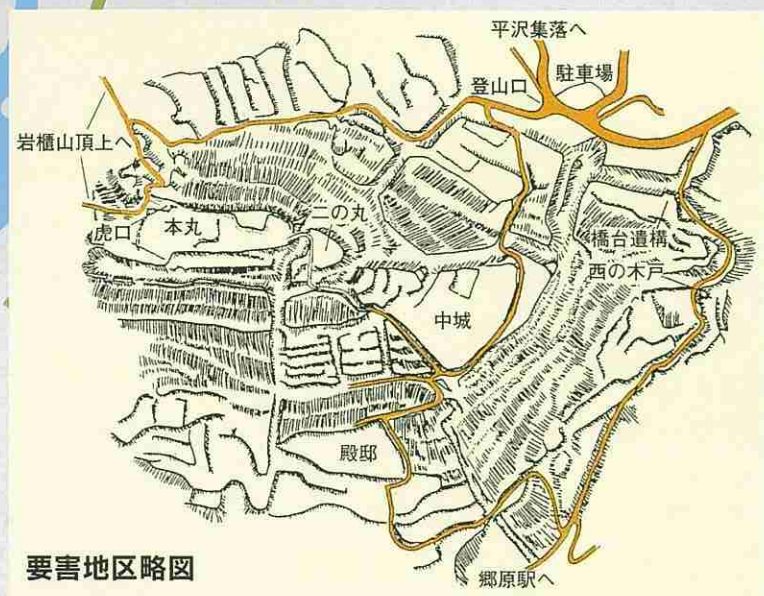 平沢集落へ
駐車場
登山口
岩櫃山頂上へ
虎口
本丸
二の丸
橋台遺構
西の木戸
中城
殿邸
要害地区略図
郷原駅へ